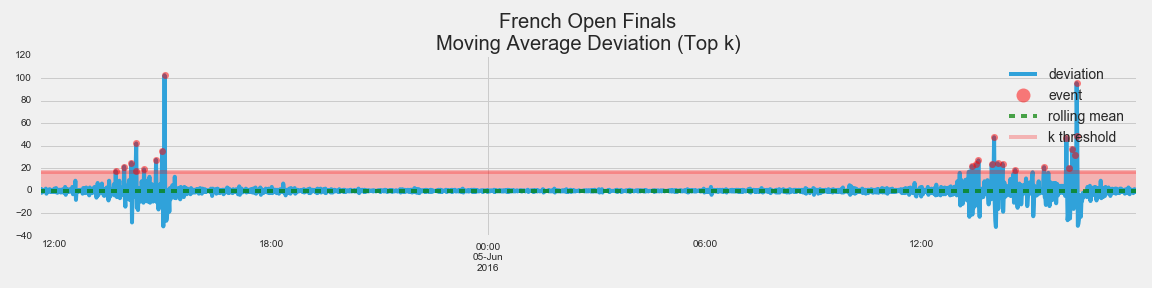 French Open Finals
Moving Average Deviation (Top k)
120
100
80
60
40
20
0
−20
−40
deviation
event
rolling mean
k threshold
12:00
18:00
00:00
05-Jun
2016
06:00
12:00